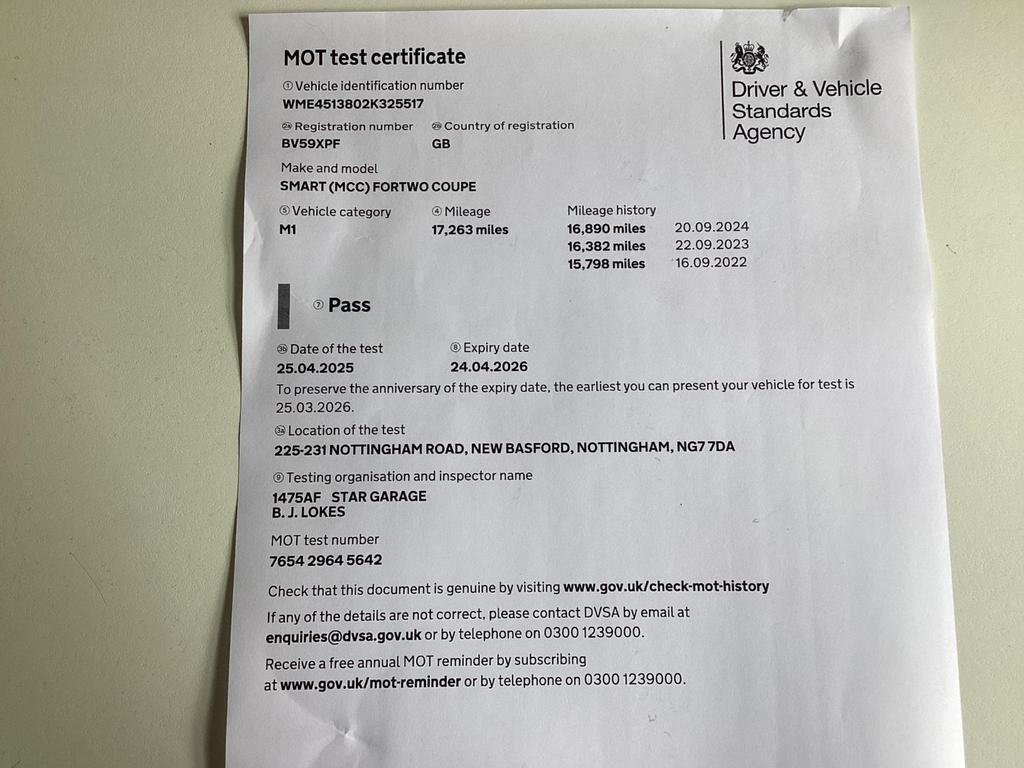 MOT test certificate
① Vehicle identification number
WME4513802K325517
Driver & Vehicle
Standards
Agency
2a Registration number 2b Country of registration
BV59XPF GB
Make and model
SMART (MCC) FORTWO COUPE
⑤ Vehicle category ④ Mileage Mileage history
M1 17,263 miles 16,890 miles 20.09.2024
16,382 miles 22.09.2023
15,798 miles 16.09.2022
⑦ Pass
3b Date of the test ⑧ Expiry date
25.04.2025 24.04.2026
To preserve the anniversary of the expiry date, the earliest you can present your vehicle for test is
25.03.2026.
3a Location of the test
225-231 NOTTINGHAM ROAD, NEW BASFORD, NOTTINGHAM, NG7 7DA
⑨ Testing organisation and inspector name
1475AF STAR GARAGE
B. J. LOKES
MOT test number
7654 2964 5642
Check that this document is genuine by visiting www.gov.uk/check-mot-history
If any of the details are not correct, please contact DVSA by email at
enquiries@dvsa.gov.uk or by telephone on 0300 1239000.
Receive a free annual MOT reminder by subscribing
at www.gov.uk/mot-reminder or by telephone on 0300 1239000.